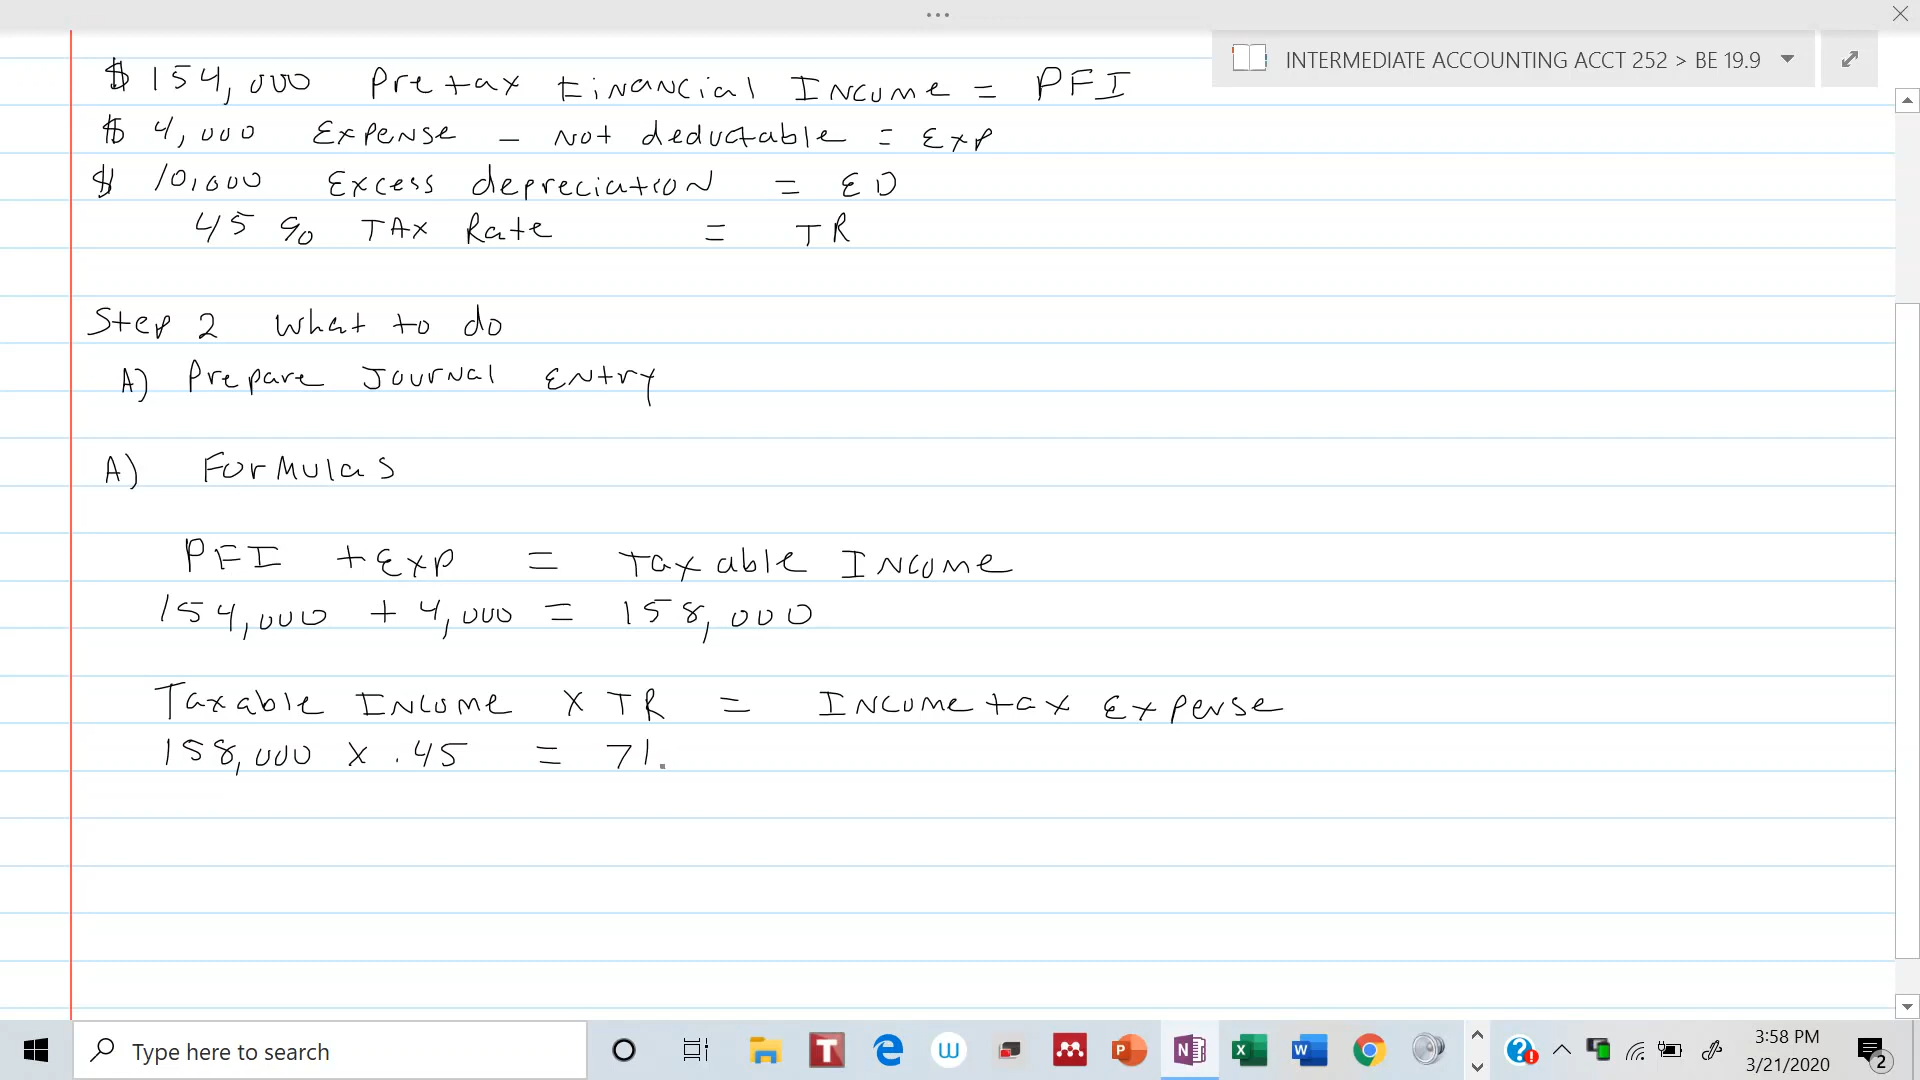 INTERMEDIATE ACCOUNTING ACCT 252 > BE 19.9
$ 154,000 Pretax Financial Income = PFI
$ 4,000 Expense - not deductable = Exp
$ 10,000 Excess depreciation = ED
45 % TAx Rate = TR
Step 2 What to do
A) Prepare Journal Entry
A) Formulas
PFI + Exp = Taxable Income
154,000 + 4,000 = 158,000
Taxable Income x TR = Income tax Expense
158,000 x .45 = 71.
Type here to search
3:58 PM
3/21/2020
2